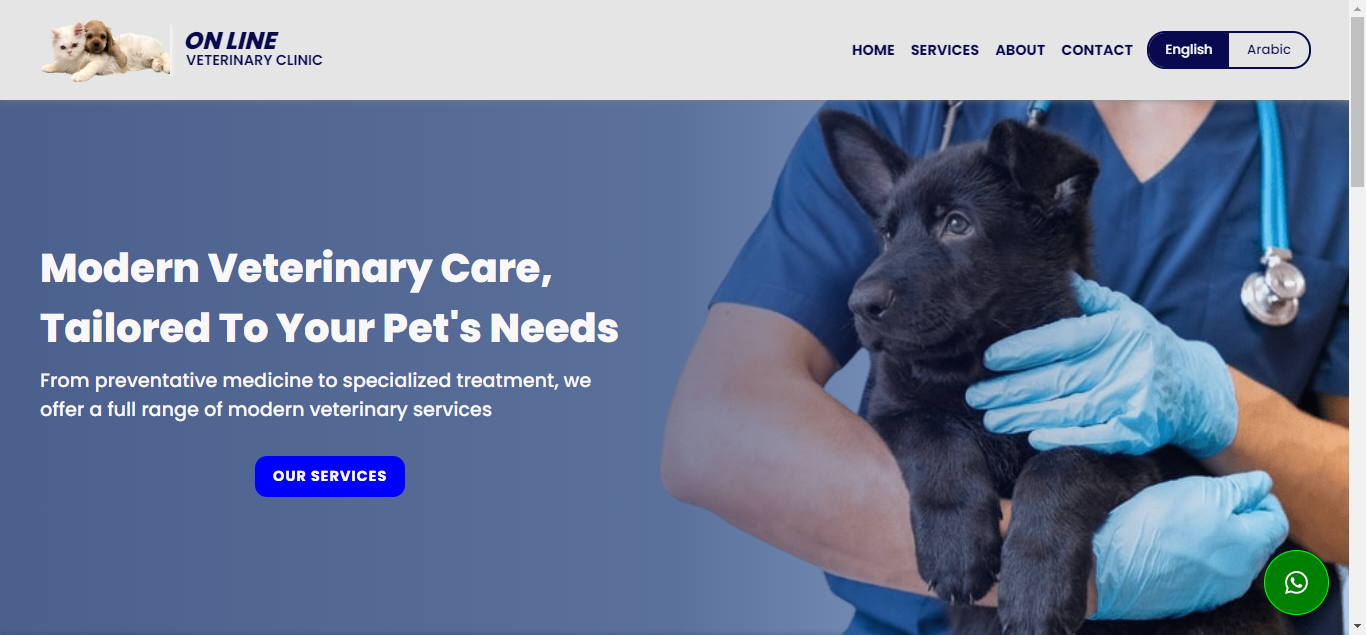 ON LINE
VETERINARY CLINIC
HOME SERVICES ABOUT CONTACT English Arabic
Modern Veterinary Care,
Tailored To Your Pet's Needs
From preventative medicine to specialized treatment, we
offer a full range of modern veterinary services
OUR SERVICES